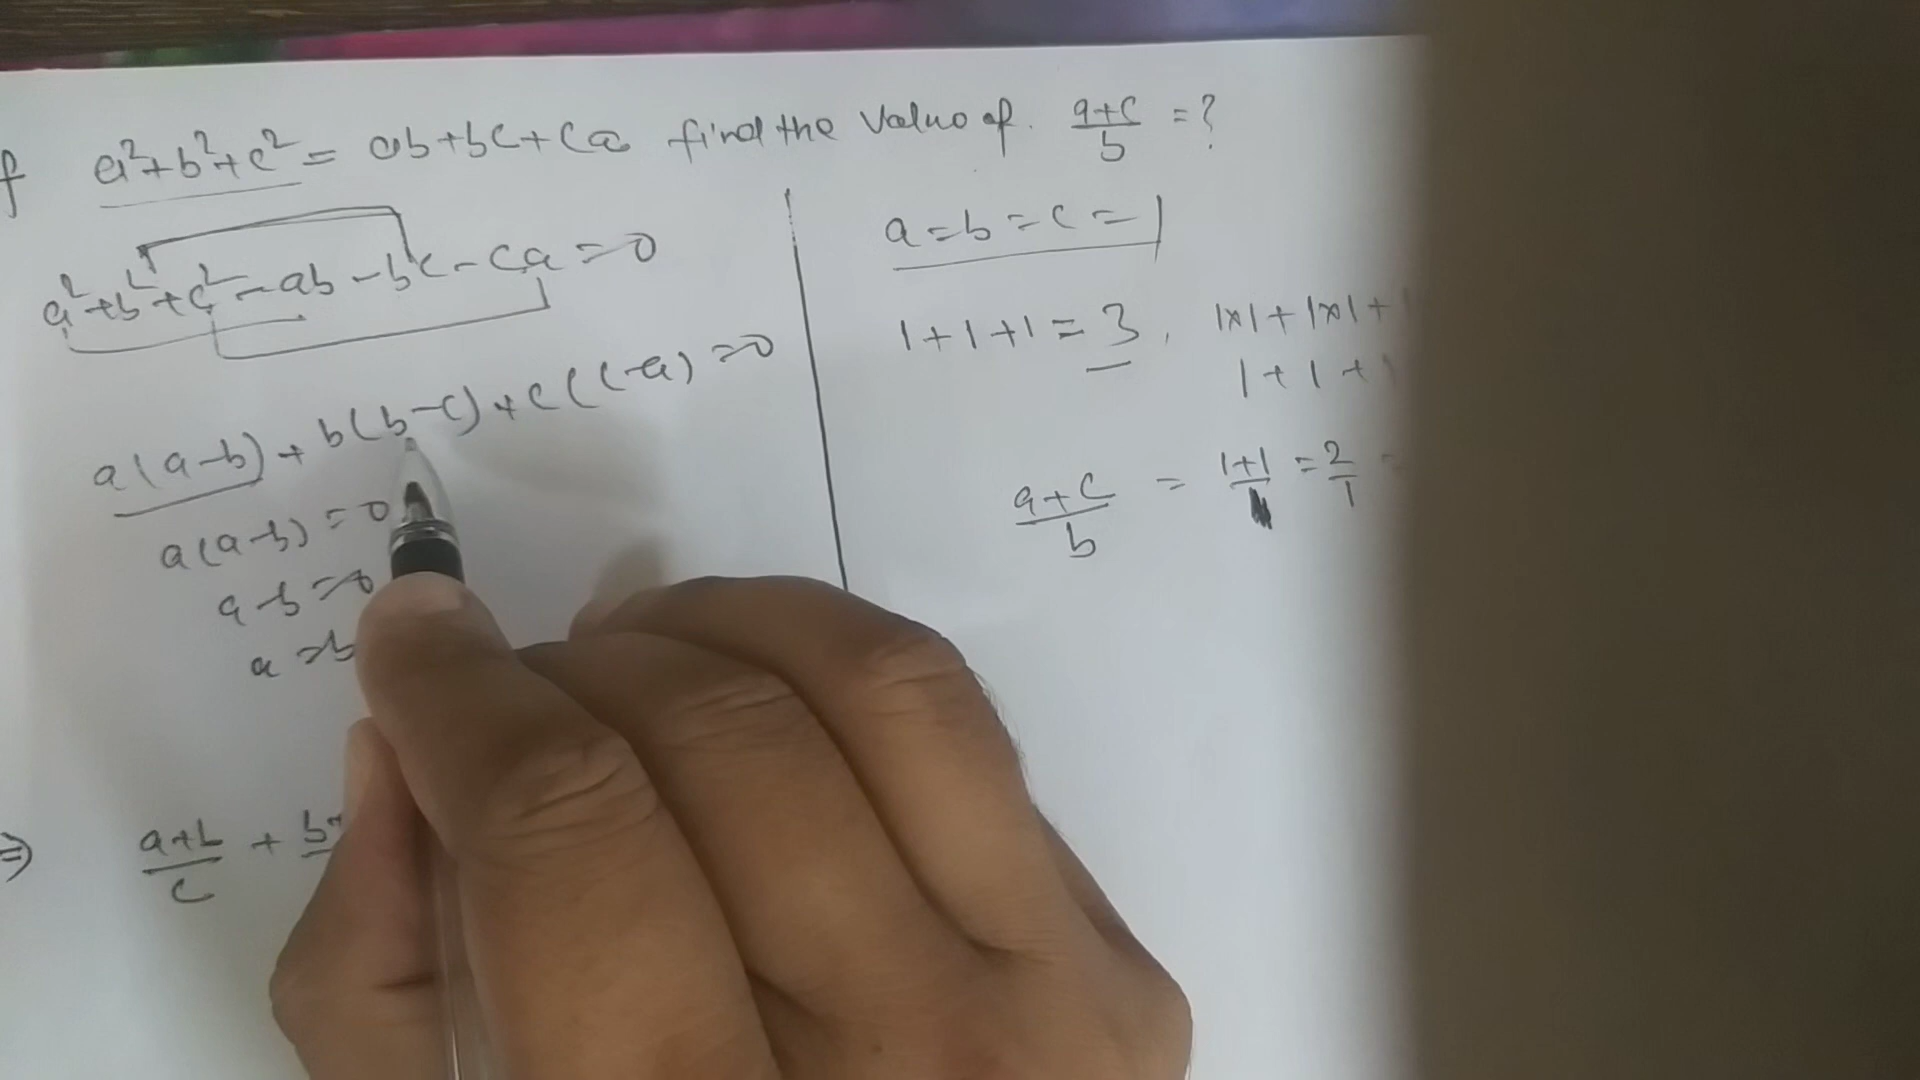 f a²+b²+c² = ab+bc+ca find the value of. a+c/b = ?
a²+b²+c²-ab-bc-ca=0
a(a-b)+b(b-c)+c(c-a)=0
a(a-b)=0
a-b=0
a=b
⇒ a+b/c + b+
a=b=c=1
1+1+1=3, 1×1+1×1+
1+1+
a+c/b = 1+1/1 = 2/1 =